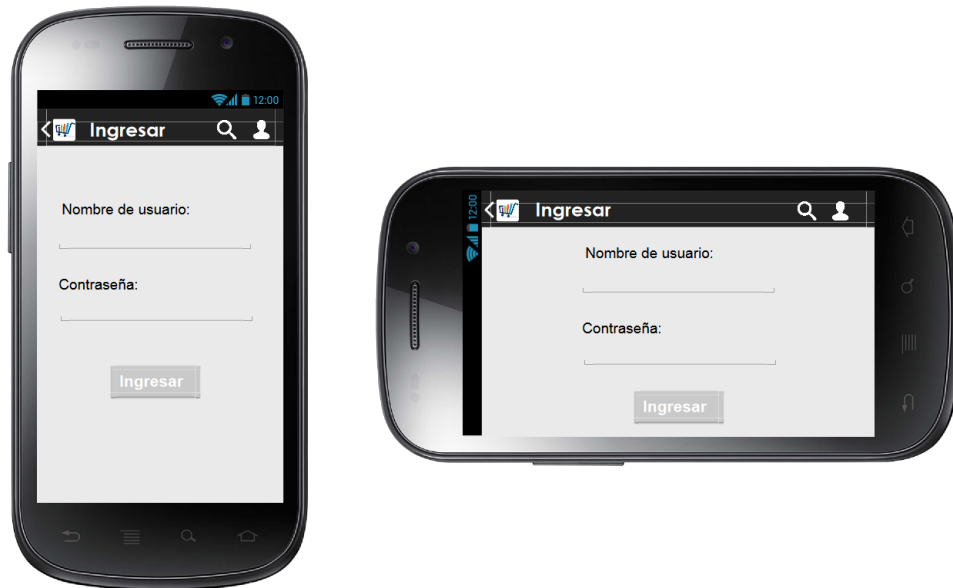 12:00
Ingresar
Nombre de usuario:
Contraseña:
Ingresar
12:00
Ingresar
Nombre de usuario:
Contraseña:
Ingresar